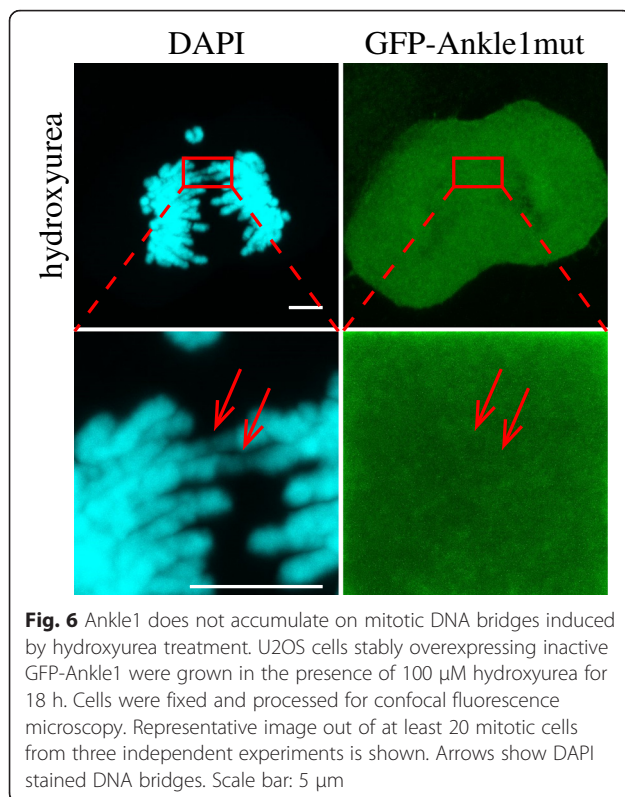 DAPI
GFP-Ankle1mut
hydroxyurea
Fig. 6 Ankle1 does not accumulate on mitotic DNA bridges induced
by hydroxyurea treatment. U2OS cells stably overexpressing inactive
GFP-Ankle1 were grown in the presence of 100 μM hydroxyurea for
18 h. Cells were fixed and processed for confocal fluorescence
microscopy. Representative image out of at least 20 mitotic cells
from three independent experiments is shown. Arrows show DAPI
stained DNA bridges. Scale bar: 5 μm